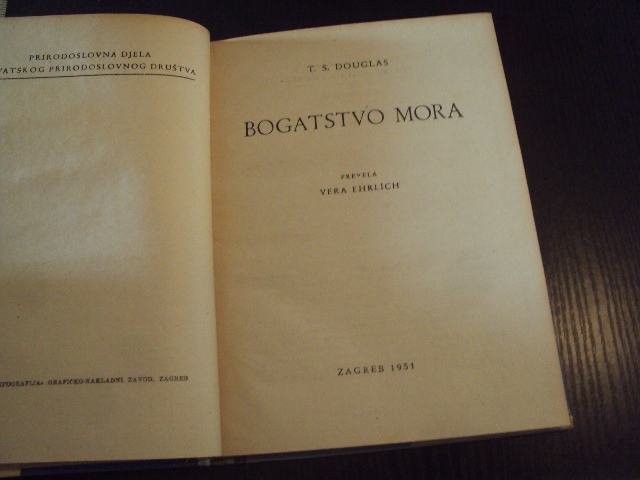 PRIRODOSLOVNA DJELA
VATSKOG PRIRODOSLOVNOG DRUŠTVA
GRAFIČKO-NAKLADNI ZAVOD, ZAGREB
T. S. DOUGLAS
BOGATSTVO MORA
PREVELA
VERA EHRLICH
ZAGREB 1951